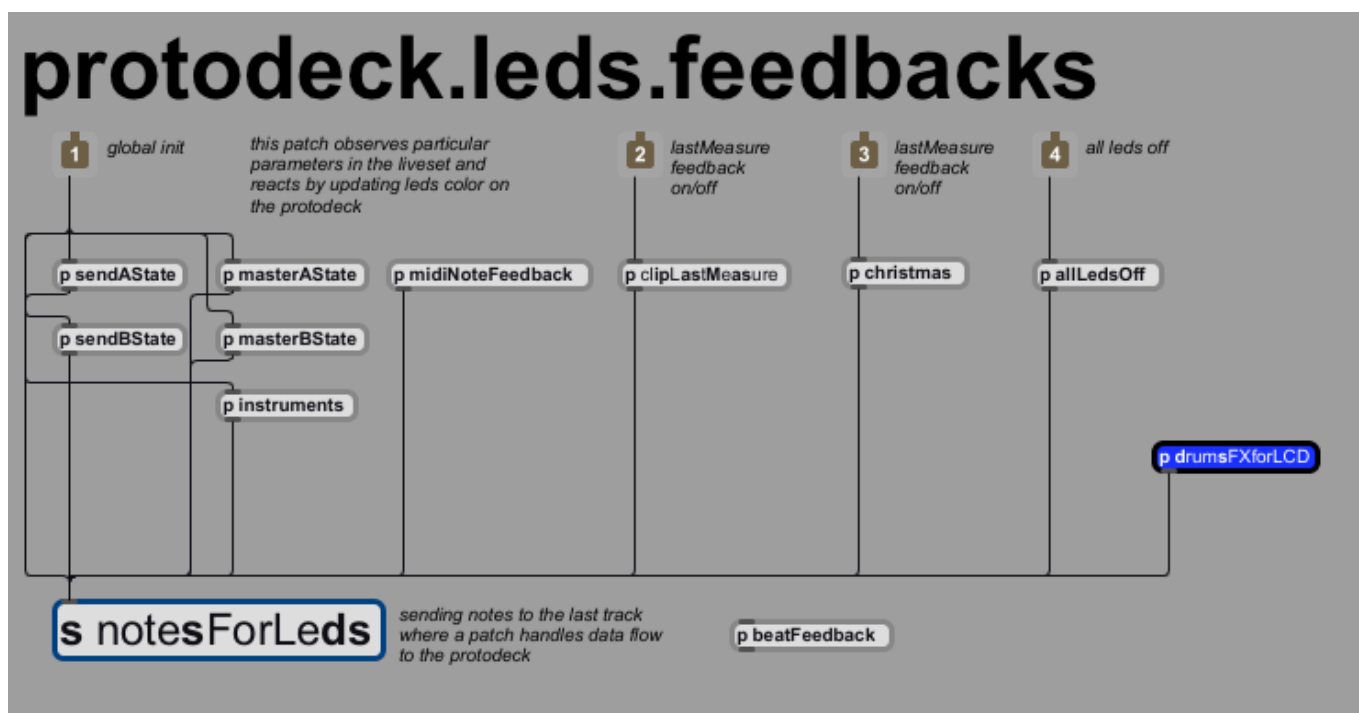 protodeck.leds.feedbacks
1
global init
this patch observes particular
parameters in the liveset and
reacts by updating leds color on
the protodeck
2
lastMeasure
feedback
on/off
3
lastMeasure
feedback
on/off
4
all leds off
p sendAState
p masterAState
p midiNoteFeedback
p clipLastMeasure
p christmas
p allLedsOff
p sendBState
p masterBState
p instruments
p drumsFXforLCD
s notesForLeds
sending notes to the last track
where a patch handles data flow
to the protodeck
p beatFeedback